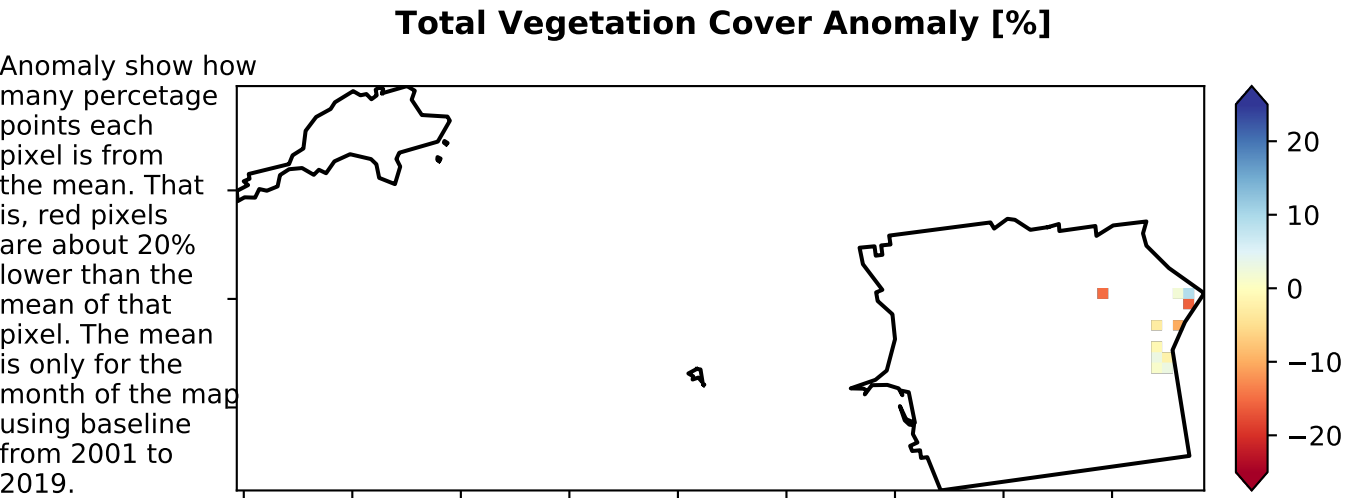 Total Vegetation Cover Anomaly [%]
Anomaly show how
many percetage
points each
pixel is from
the mean. That
is, red pixels
are about 20%
lower than the
mean of that
pixel. The mean
is only for the
month of the map
using baseline
from 2001 to
2019.
20
10
0
−10
−20